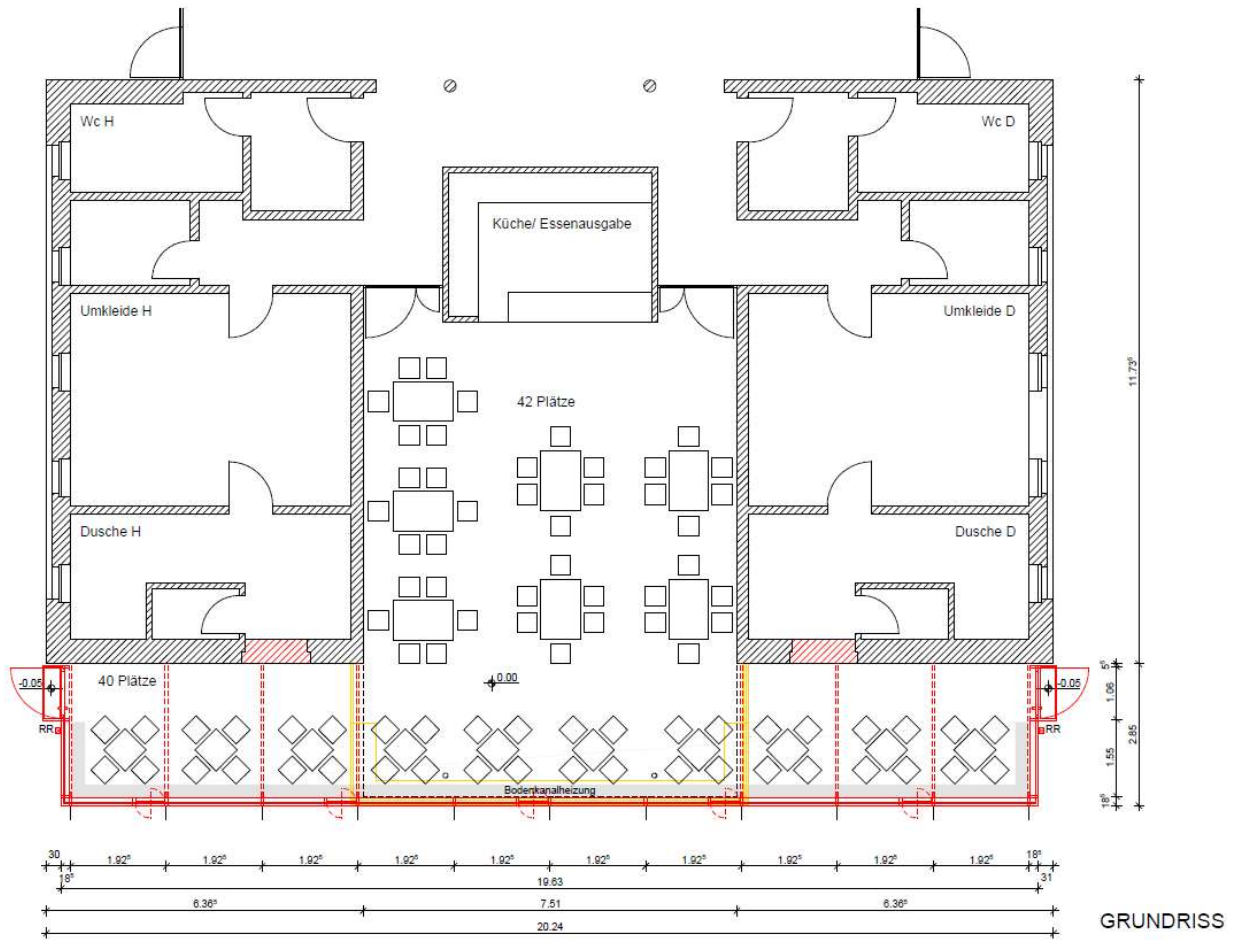 Wc H
Wc D
Küche/ Essenausgabe
Umkleide H
Umkleide D
11.73⁵
42 Plätze
Dusche H
Dusche D
40 Plätze
0.00
-0.05
-0.05
5⁵
1.06
2.85
RR
RR
1.55
Bodenkanalheizung
18⁵
30
1.92⁵
1.92⁵
1.92⁵
1.92⁵
1.92⁵
1.92⁵
1.92⁵
1.92⁵
1.92⁵
1.92⁵
18⁵
18⁵
19.63
31
6.36⁵
7.51
6.36⁵
20.24
GRUNDRISS